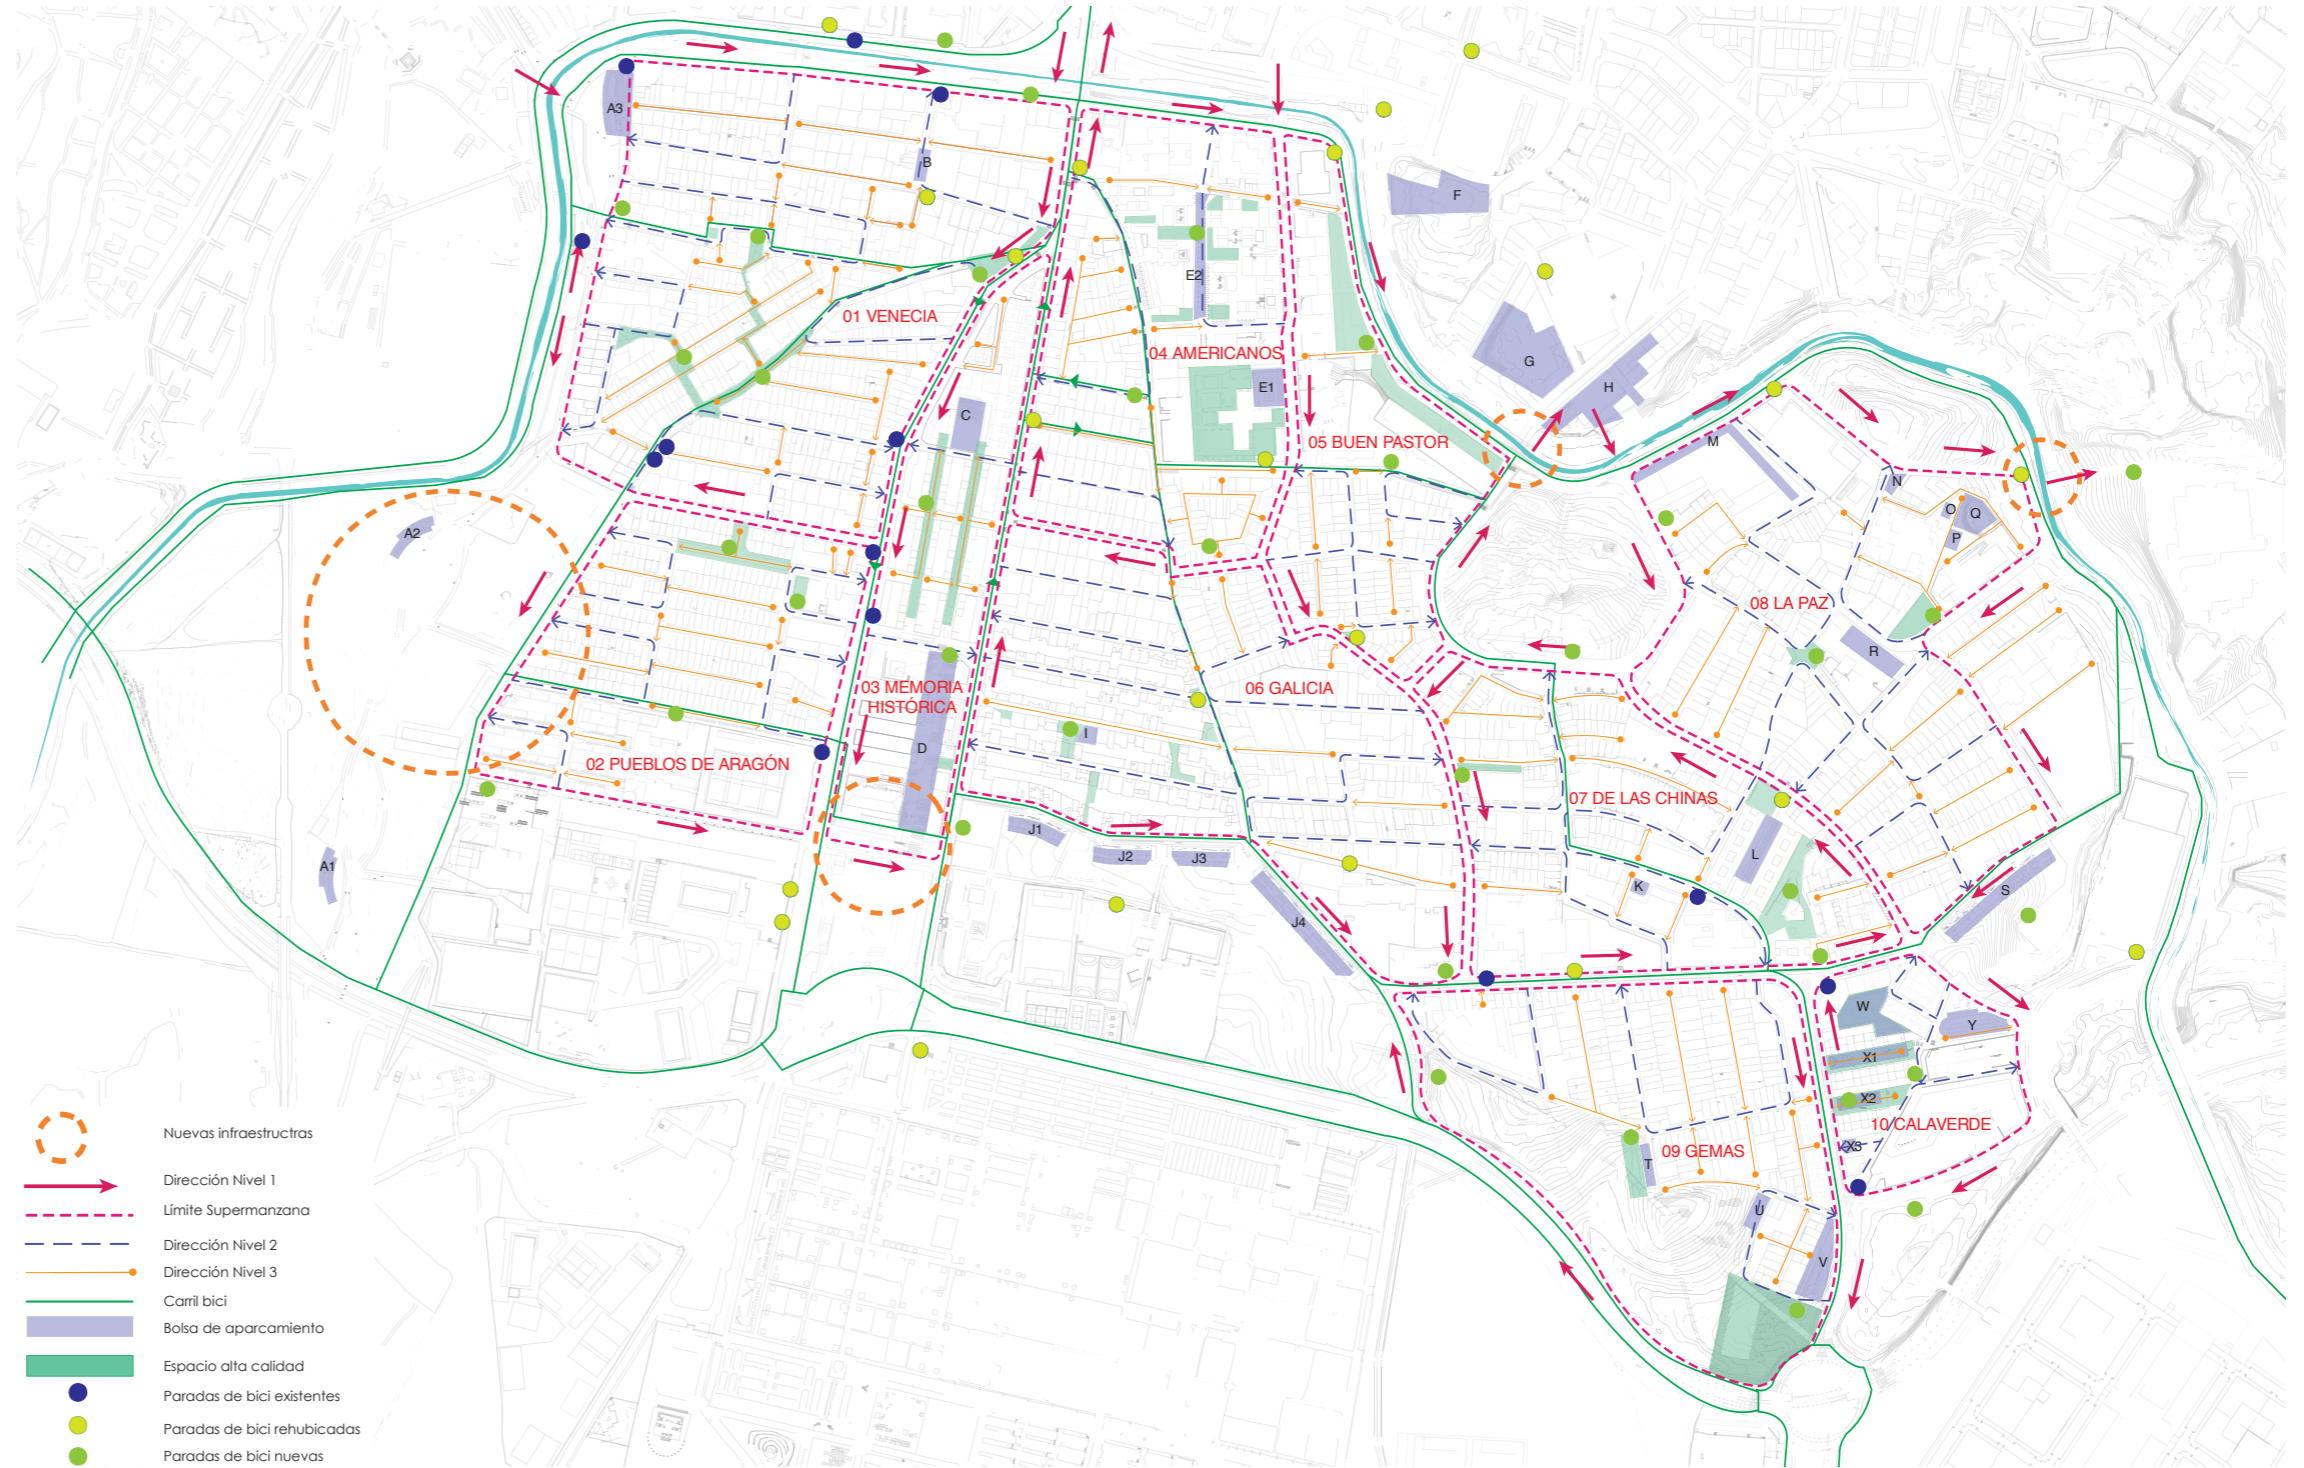 A3
B
F
E2
01 VENECIA
04 AMERICANOS
G
H
E1
C
05 BUEN PASTOR
M
N
O
Q
P
A2
08 LA PAZ
R
03 MEMORIA
HISTÓRICA
06 GALICIA
I
D
02 PUEBLOS DE ARAGÓN
07 DE LAS CHINAS
J1
J2
J3
L
A1
K
S
J4
W
Y
X1
X2
10 CALAVERDE
X3
09 GEMAS
T
U
V
Nuevas infraestructras
Dirección Nivel 1
Límite Supermanzana
Dirección Nivel 2
Dirección Nivel 3
Carril bici
Bolsa de aparcamiento
Espacio alta calidad
Paradas de bici existentes
Paradas de bici rehubicadas
Paradas de bici nuevas